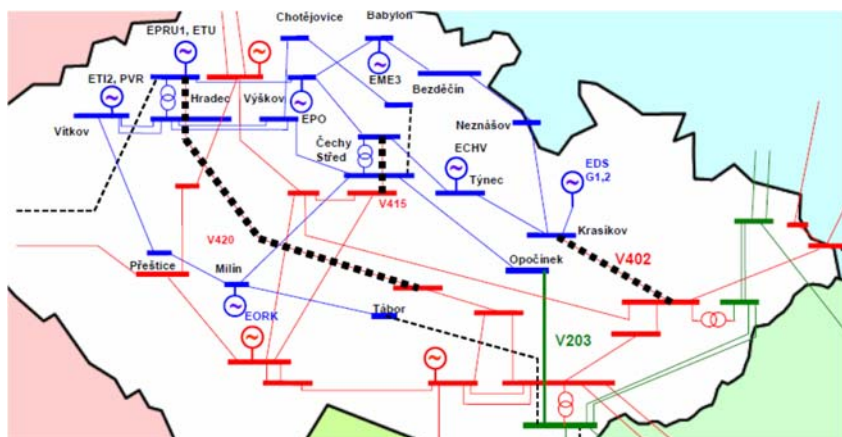 Chotějovice
Babylon
EPRU1, ETU
ETI2, PVR
EME3
Bezděčín
Hradec
Výškov
EPO
Vítkov
Neznášov
Čechy
Střed
ECHV
Týnec
EDS
G1,2
V415
Krasíkov
V420
V402
Přeštice
Milín
Opočínek
EORK
Tábor
V203